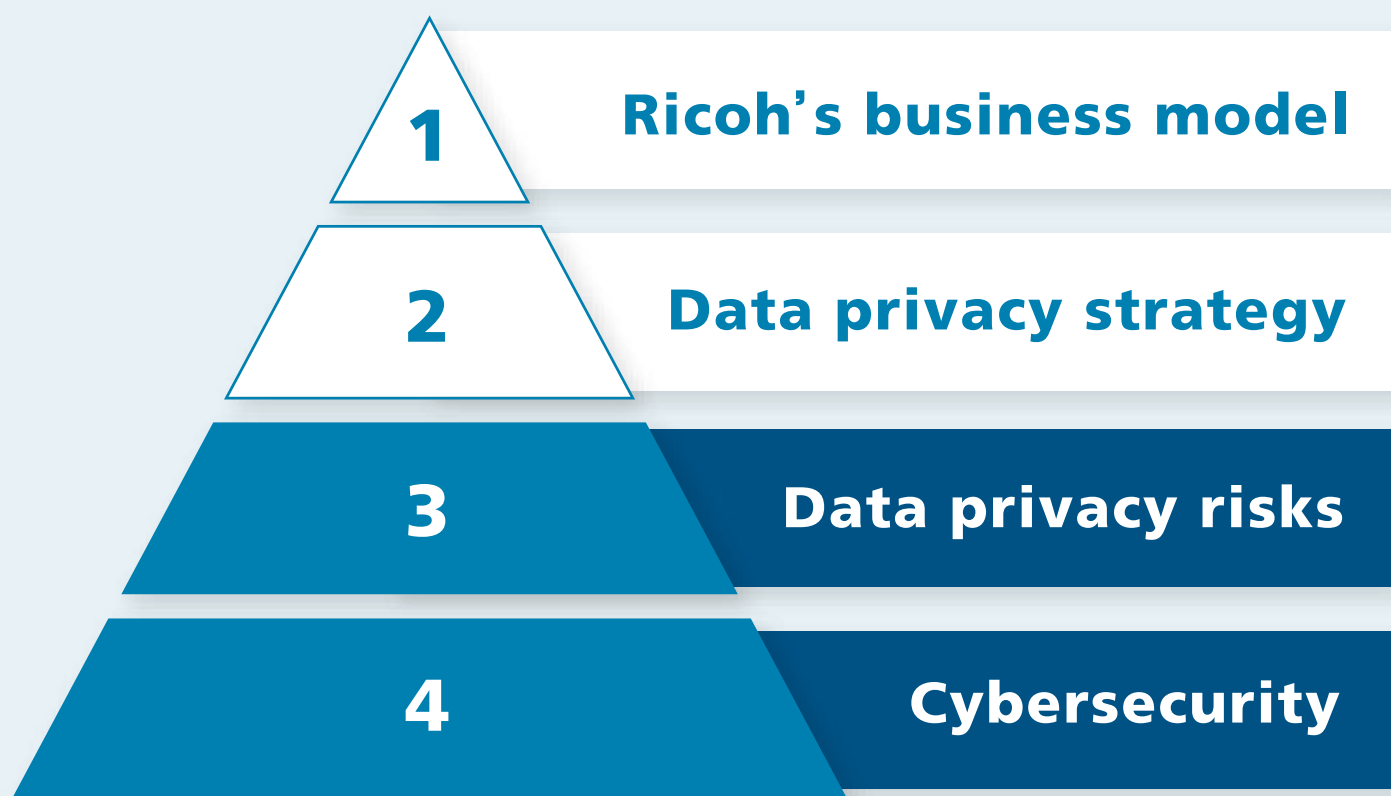 1 Ricoh’s business model
2 Data privacy strategy
3 Data privacy risks
4 Cybersecurity